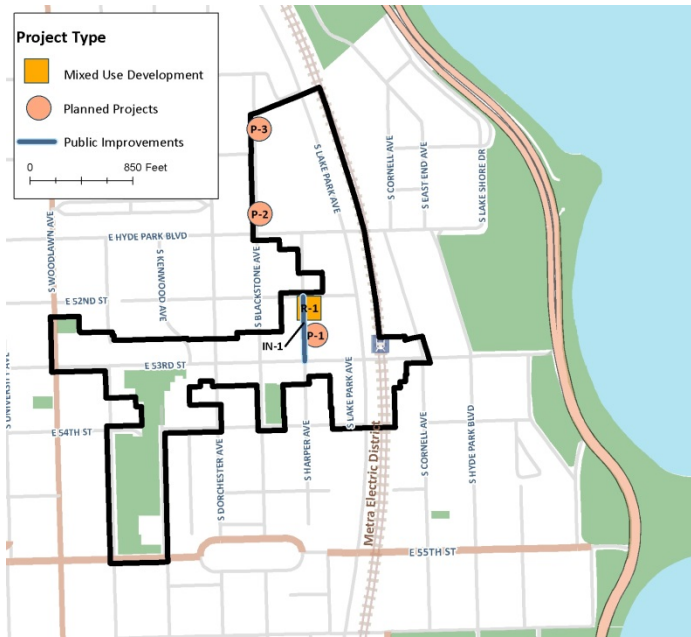 Project Type
Mixed Use Development
Planned Projects
Public Improvements
0 850 Feet
P-3
P-2
R-1
P-1
IN-1
S LAKE PARK AVE
S CORNELL AVE
S EAST END AVE
S LAKE SHORE DR
S WOODLAWN AVE
E HYDE PARK BLVD
S KENWOOD AVE
S BLACKSTONE AVE
E 52ND ST
E 53RD ST
S UNIVERSITY AVE
S LAKE PARK AVE
E 54TH ST
S DORCHESTER AVE
S HARPER AVE
Metra Electric District
S CORNELL AVE
S HYDE PARK BLVD
E 55TH ST